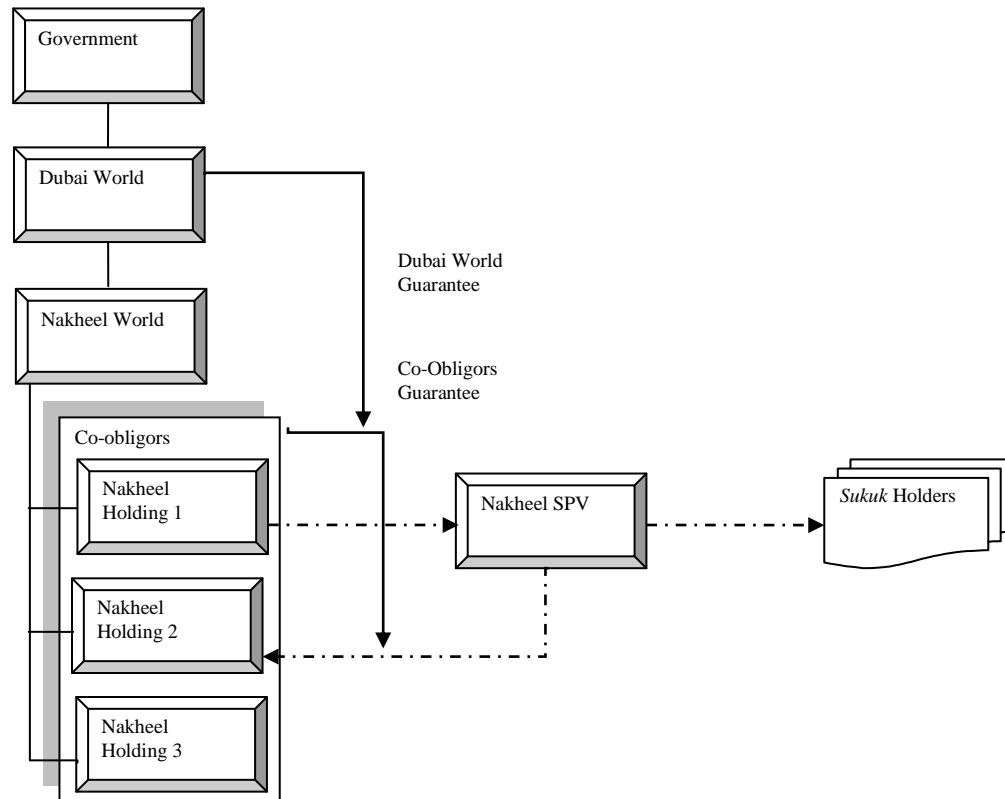 Government
Dubai World
Dubai World
Guarantee
Nakheel World
Co-Obligors
Guarantee
Co-obligors
Nakheel
Holding 1
Nakheel SPV
Sukuk Holders
Nakheel
Holding 2
Nakheel
Holding 3